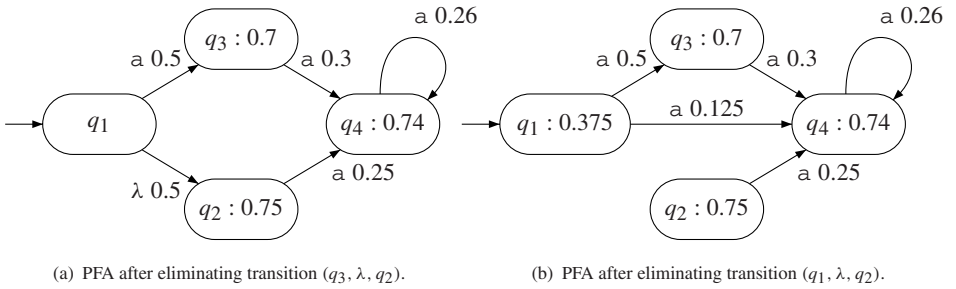 a 0.26
q3 : 0.7
a 0.5
a 0.3
q1
q4 : 0.74
λ 0.5
a 0.25
q2 : 0.75
(a) PFA after eliminating transition (q3, λ, q2).
a 0.26
q3 : 0.7
a 0.5
a 0.3
a 0.125
q1 : 0.375
q4 : 0.74
a 0.25
q2 : 0.75
(b) PFA after eliminating transition (q1, λ, q2).